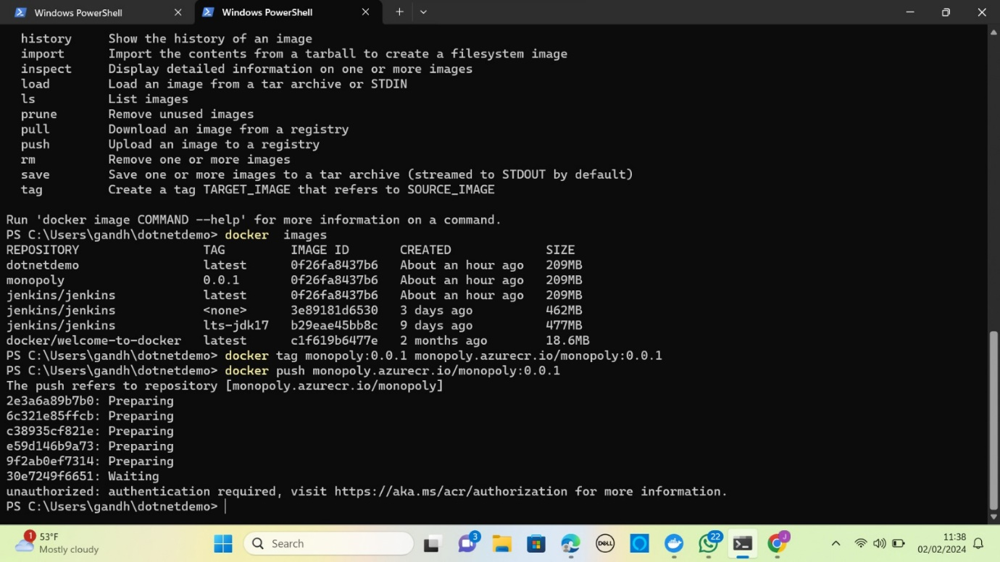 Windows PowerShell
Windows PowerShell
history     Show the history of an image
import      Import the contents from a tarball to create a filesystem image
inspect     Display detailed information on one or more images
load        Load an image from a tar archive or STDIN
ls          List images
prune       Remove unused images
pull        Download an image from a registry
push        Upload an image to a registry
rm          Remove one or more images
save        Save one or more images to a tar archive (streamed to STDOUT by default)
tag         Create a tag TARGET_IMAGE that refers to SOURCE_IMAGE
Run 'docker image COMMAND --help' for more information on a command.
PS C:\Users\gandh\dotnetdemo> docker  images
REPOSITORY                 TAG         IMAGE ID       CREATED             SIZE
dotnetdemo                 latest      0f26fa8437b6   About an hour ago   209MB
monopoly                   0.0.1       0f26fa8437b6   About an hour ago   209MB
jenkins/jenkins            latest      0f26fa8437b6   About an hour ago   209MB
jenkins/jenkins            <none>      3e89181d6530   3 days ago          462MB
jenkins/jenkins            lts-jdk17   b29eae45bb8c   9 days ago          477MB
docker/welcome-to-docker   latest      c1f619b6477e   2 months ago        18.6MB
PS C:\Users\gandh\dotnetdemo> docker tag monopoly:0.0.1 monopoly.azurecr.io/monopoly:0.0.1
PS C:\Users\gandh\dotnetdemo> docker push monopoly.azurecr.io/monopoly:0.0.1
The push refers to repository [monopoly.azurecr.io/monopoly]
2e3a6a89b7b0: Preparing
6c321e85ffcb: Preparing
c38935cf821e: Preparing
e59d146b9a73: Preparing
9f2ab0ef7314: Preparing
30e7249f6651: Waiting
unauthorized: authentication required, visit https://aka.ms/acr/authorization for more information.
PS C:\Users\gandh\dotnetdemo>
1
53°F
Mostly cloudy
Search
3
DELL
22
J
11:38
02/02/2024